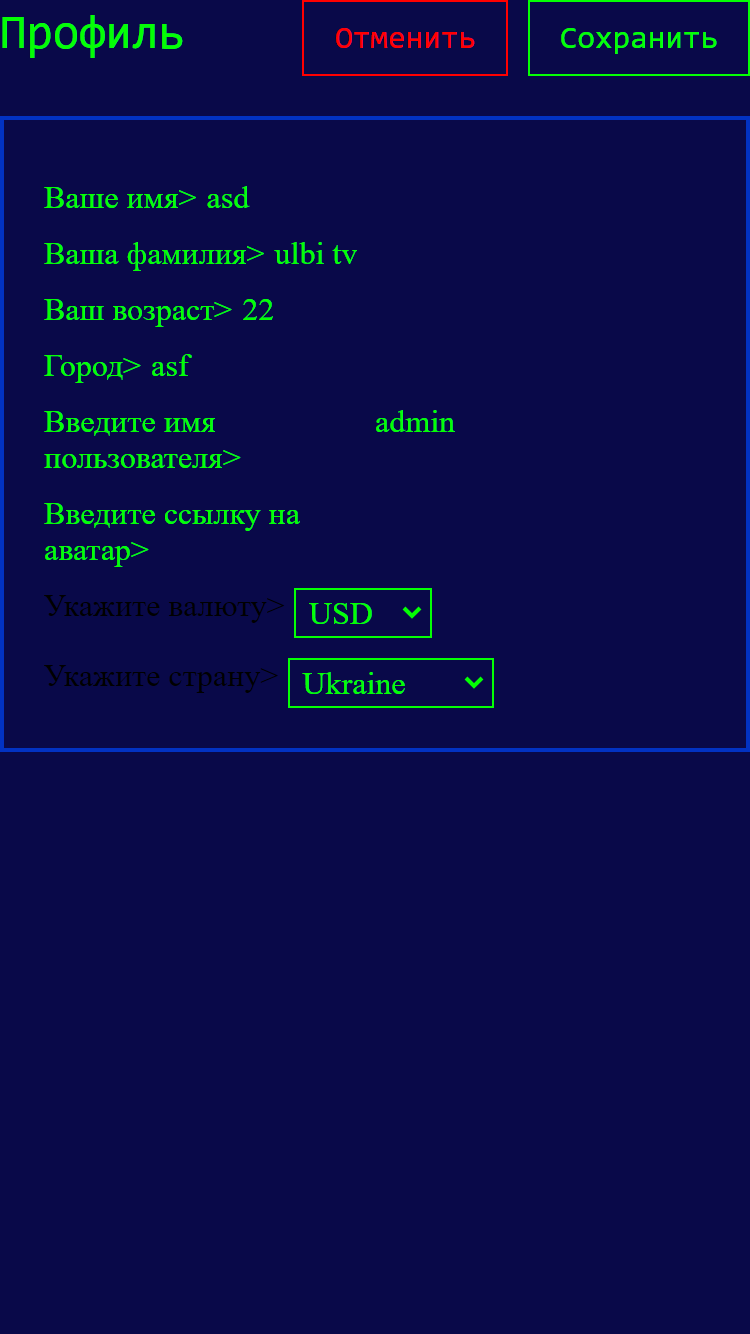 Профиль
Отменить
Сохранить
Ваше имя> asd
Ваша фамилия> ulbi tv
Ваш возраст> 22
Город> asf
Введите имя пользователя> admin
Введите ссылку на аватар>
Укажите валюту> USD
Укажите страну> Ukraine